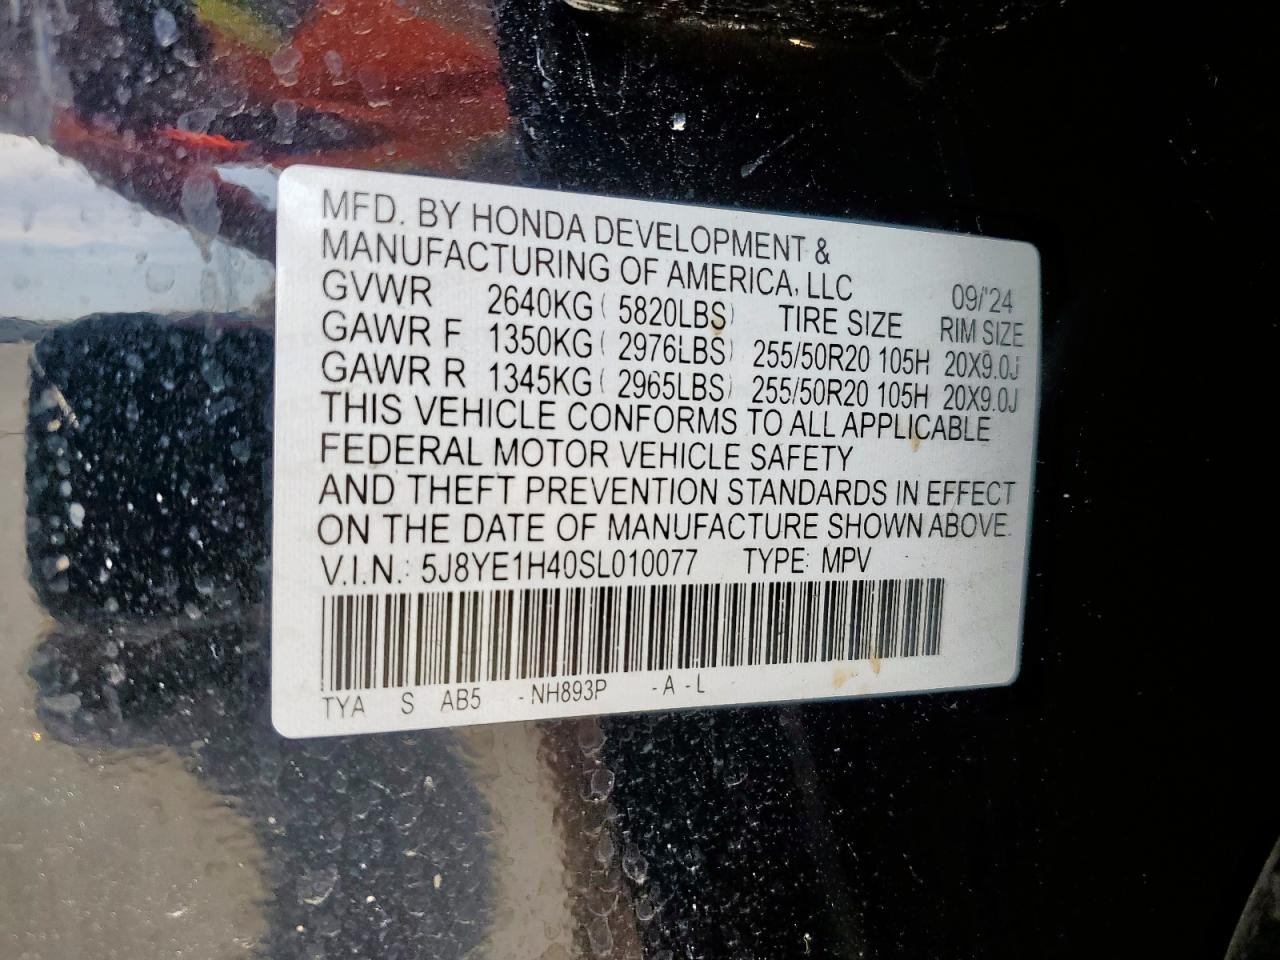 MFD. BY HONDA DEVELOPMENT &
MANUFACTURING OF AMERICA, LLC 09/'24
GVWR 2640KG ( 5820LBS) TIRE SIZE RIM SIZE
GAWR F 1350KG ( 2976LBS) 255/50R20 105H 20X9.0J
GAWR R 1345KG ( 2965LBS) 255/50R20 105H 20X9.0J
THIS VEHICLE CONFORMS TO ALL APPLICABLE
FEDERAL MOTOR VEHICLE SAFETY
AND THEFT PREVENTION STANDARDS IN EFFECT
ON THE DATE OF MANUFACTURE SHOWN ABOVE.
V.I.N.: 5J8YE1H40SL010077 TYPE: MPV
TYA S AB5 -NH893P -A -L